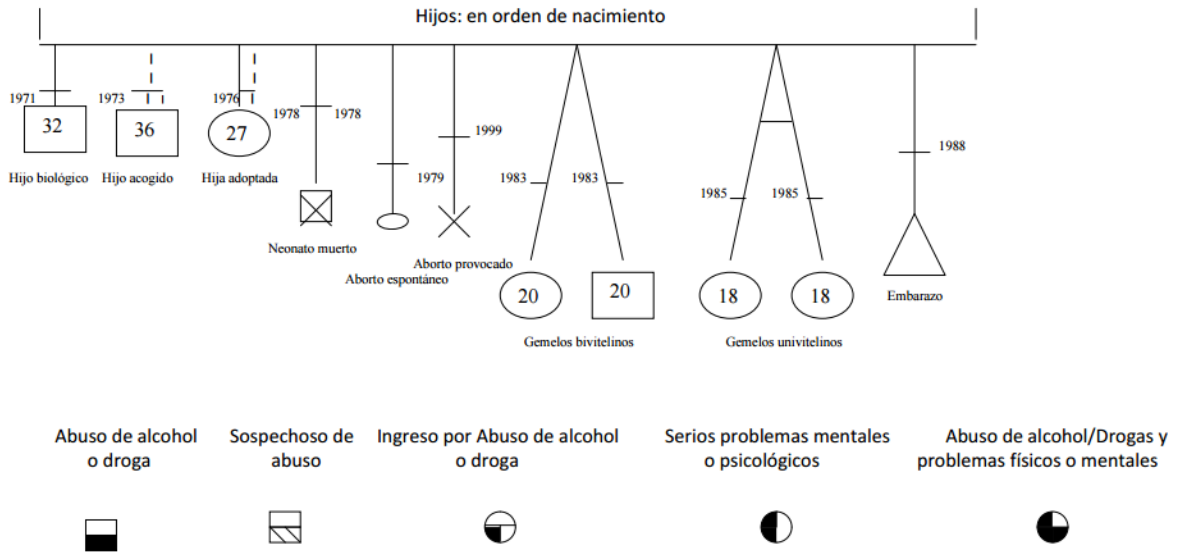 Hijos: en orden de nacimiento
1971
1973
1976
1978
1978
1979
1999
1983
1983
1985
1985
1988
32
36
27
Hijo biológico
Hijo acogido
Hija adoptada
Neonato muerto
Aborto espontáneo
Aborto provocado
20
20
18
18
Gemelos bivitelinos
Gemelos univitelinos
Embarazo
Abuso de alcohol
o droga
Sospechoso de
abuso
Ingreso por Abuso de alcohol
o droga
Serios problemas mentales
o psicológicos
Abuso de alcohol/Drogas y
problemas físicos o mentales